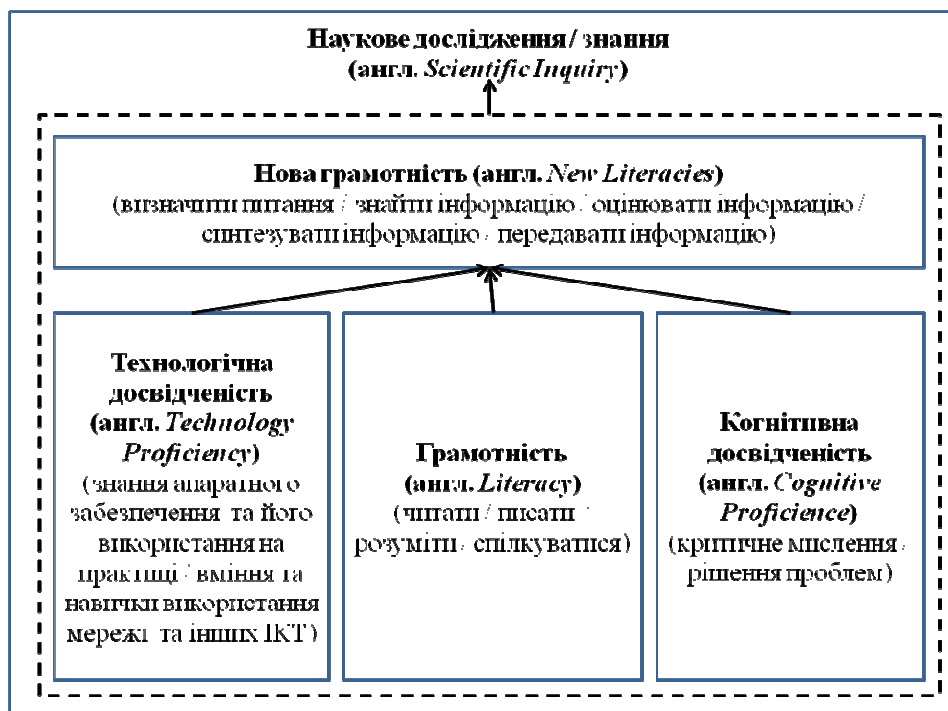 Наукове дослідження / знання
(англ. Scientific Inquiry)
Нова грамотність (англ. New Literacies)
(визначити питання / знайти інформацію / оцінювати інформацію /
синтезувати інформацію / передавати інформацію)
Технологічна
досвідченість
(англ. Technology
Proficiency)
(знання апаратного
забезпечення та його
використання на
практиці / вміння та
навички використання
мережі та інших ІКТ)
Грамотність
(англ. Literacy)
(читати / писати /
розуміти / спілкуватися)
Когнітивна
досвідченість
(англ. Cognitive
Proficience)
(критичне мислення /
рішення проблем)